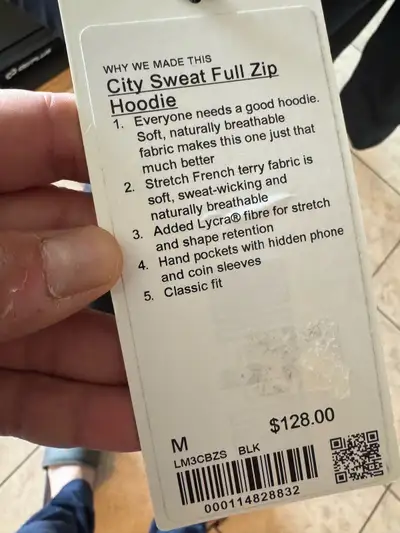 WHY WE MADE THIS
City Sweat Full Zip
Hoodie
1. Everyone needs a good hoodie.
Soft, naturally breathable
fabric makes this one just that
much better
2. Stretch French terry fabric is
soft, sweat-wicking and
naturally breathable
3. Added Lycra® fibre for stretch
and shape retention
4. Hand pockets with hidden phone
and coin sleeves
5. Classic fit
$128.00
M
LM3CBZS BLK
000114828832